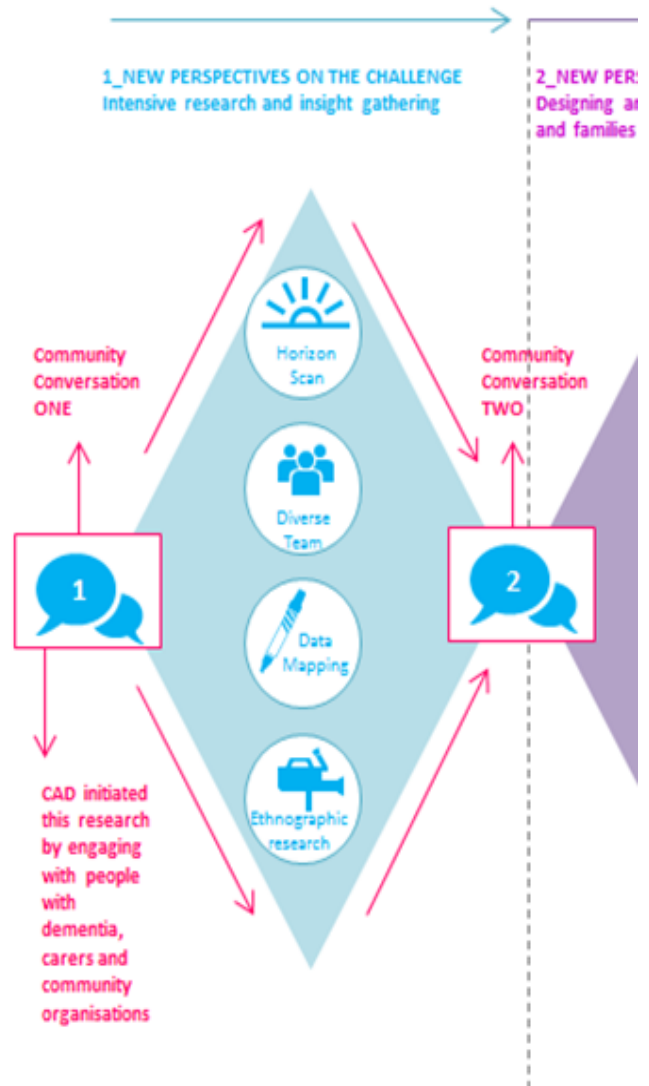 1_NEW PERSPECTIVES ON THE CHALLENGE
Intensive research and insight gathering
2_NEW PERS
Designing an
and families
Horizon
Scan
Community
Conversation
ONE
Community
Conversation
TWO
Diverse
Team
1
2
Data
Mapping
Ethnographic
research
CAD initiated
this research
by engaging
with people
with
dementia,
carers and
community
organisations